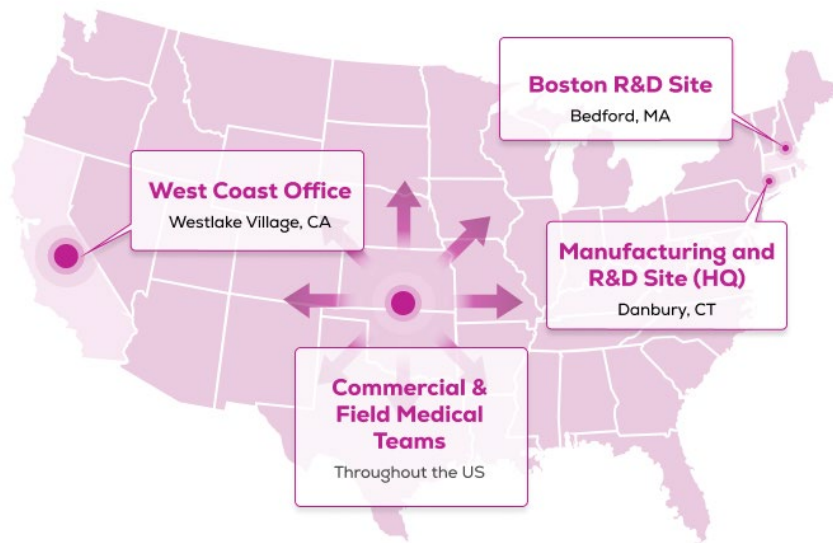 Boston R&D Site
Bedford, MA
West Coast Office
Westlake Village, CA
Manufacturing and
R&D Site (HQ)
Danbury, CT
Commercial &
Field Medical
Teams
Throughout the US